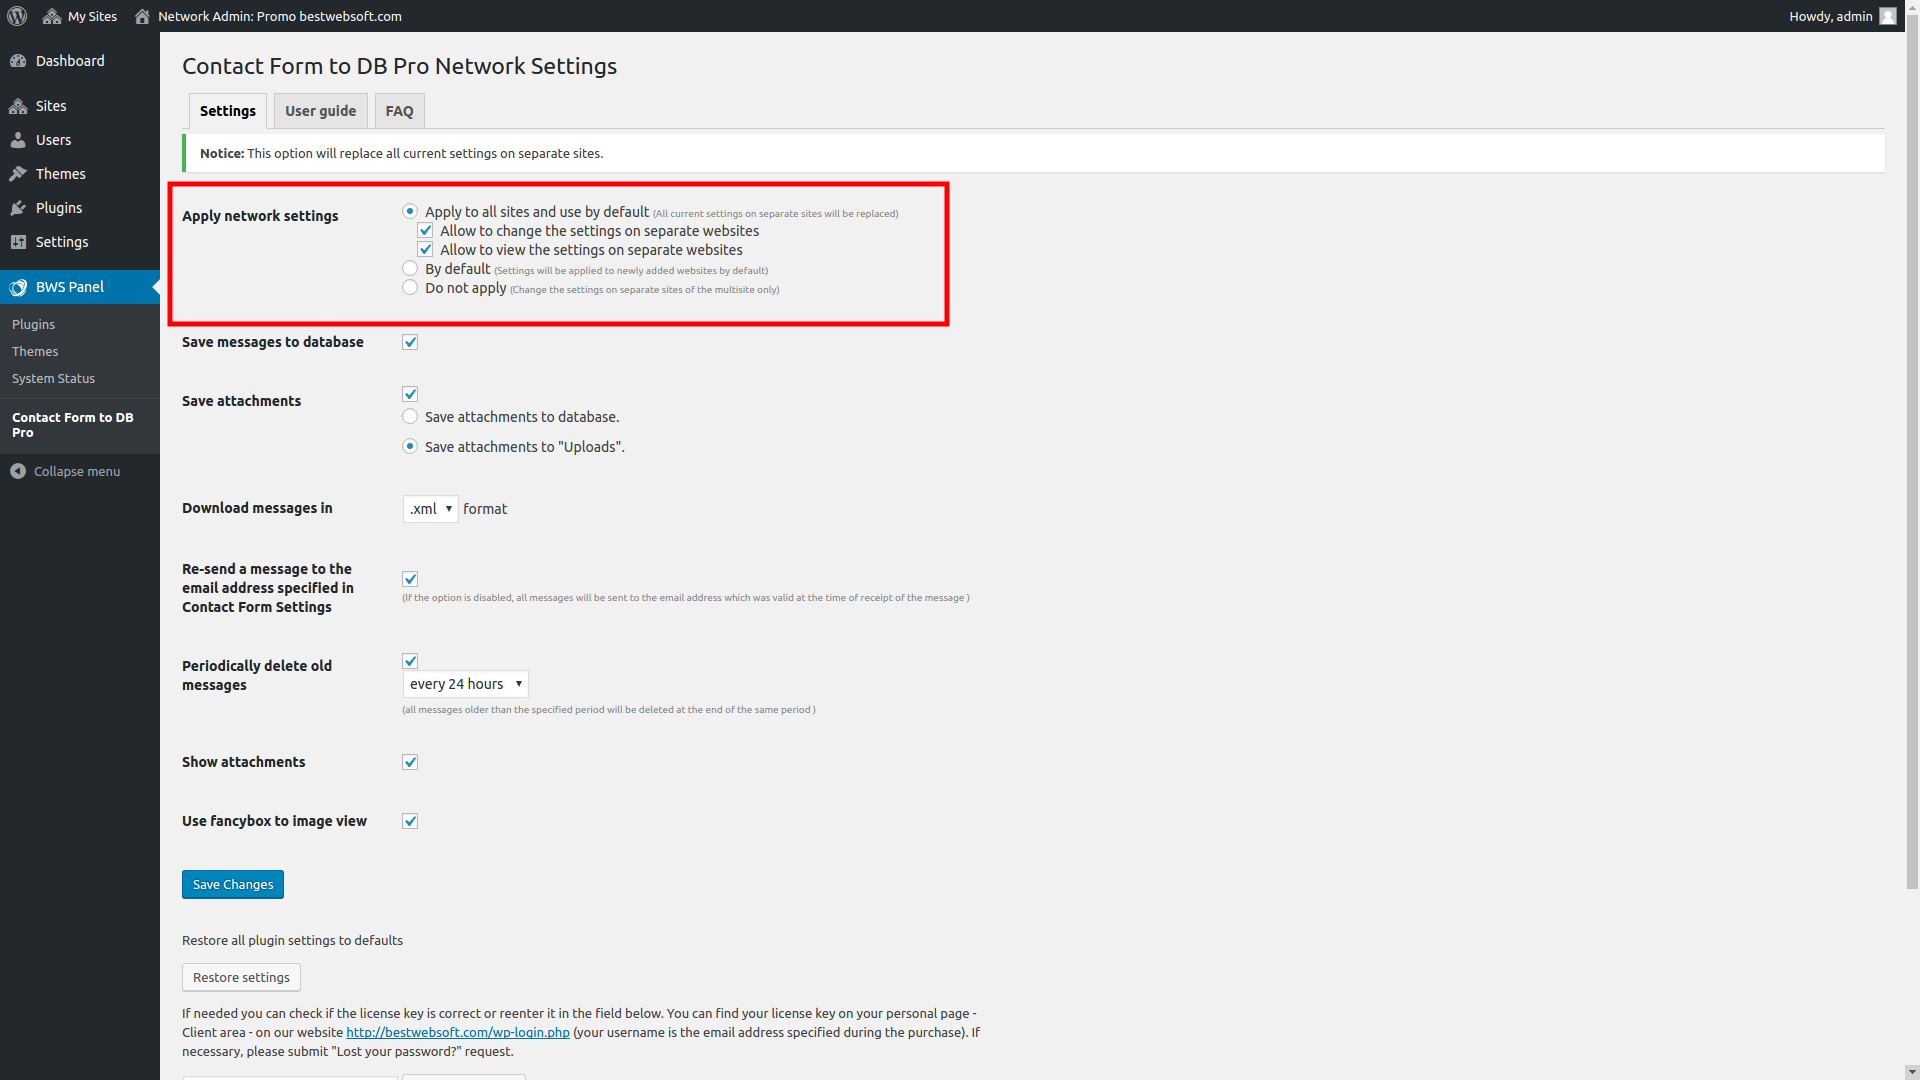 My Sites
Network Admin: Promo bestwebsoft.com
Howdy, admin
Dashboard
Sites
Users
Themes
Plugins
Settings
BWS Panel
Plugins
Themes
System Status
Contact Form to DB
Pro
Collapse menu
Contact Form to DB Pro Network Settings
Settings
User guide
FAQ
Notice: This option will replace all current settings on separate sites.
Apply network settings
Apply to all sites and use by default (All current settings on separate sites will be replaced)
Allow to change the settings on separate websites
Allow to view the settings on separate websites
By default (Settings will be applied to newly added websites by default)
Do not apply (Change the settings on separate sites of the multisite only)
Save messages to database
Save attachments
Save attachments to database.
Save attachments to "Uploads".
Download messages in
.xml format
Re-send a message to the
email address specified in
Contact Form Settings
(If the option is disabled, all messages will be sent to the email address which was valid at the time of receipt of the message )
Periodically delete old
messages
every 24 hours
(all messages older than the specified period will be deleted at the end of the same period )
Show attachments
Use fancybox to image view
Save Changes
Restore all plugin settings to defaults
Restore settings
If needed you can check if the license key is correct or reenter it in the field below. You can find your license key on your personal page -
Client area - on our website http://bestwebsoft.com/wp-login.php (your username is the email address specified during the purchase). If
necessary, please submit "Lost your password?" request.